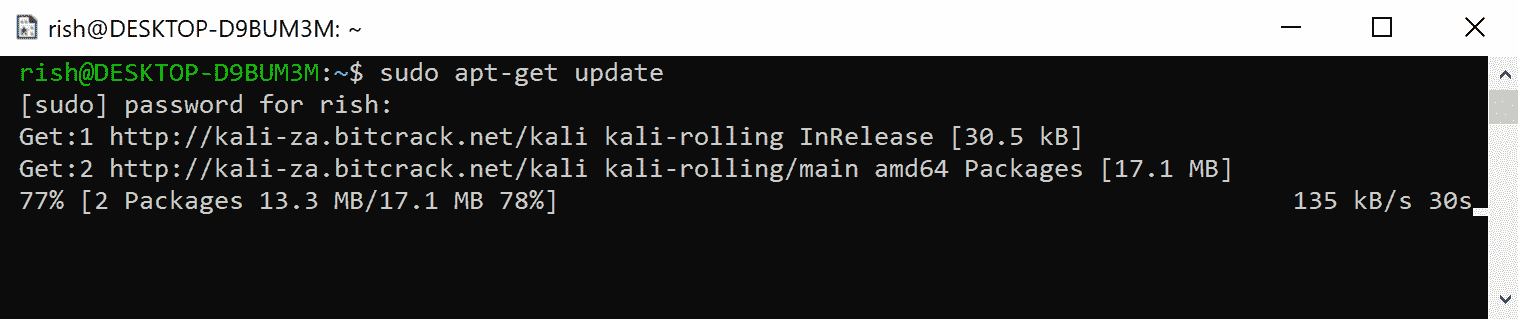 rish@DESKTOP-D9BUM3M: ~
rish@DESKTOP-D9BUM3M:~$ sudo apt-get update
[sudo] password for rish:
Get:1 http://kali-za.bitcrack.net/kali kali-rolling InRelease [30.5 kB]
Get:2 http://kali-za.bitcrack.net/kali kali-rolling/main amd64 Packages [17.1 MB]
77% [2 Packages 13.3 MB/17.1 MB 78%] 135 kB/s 30s